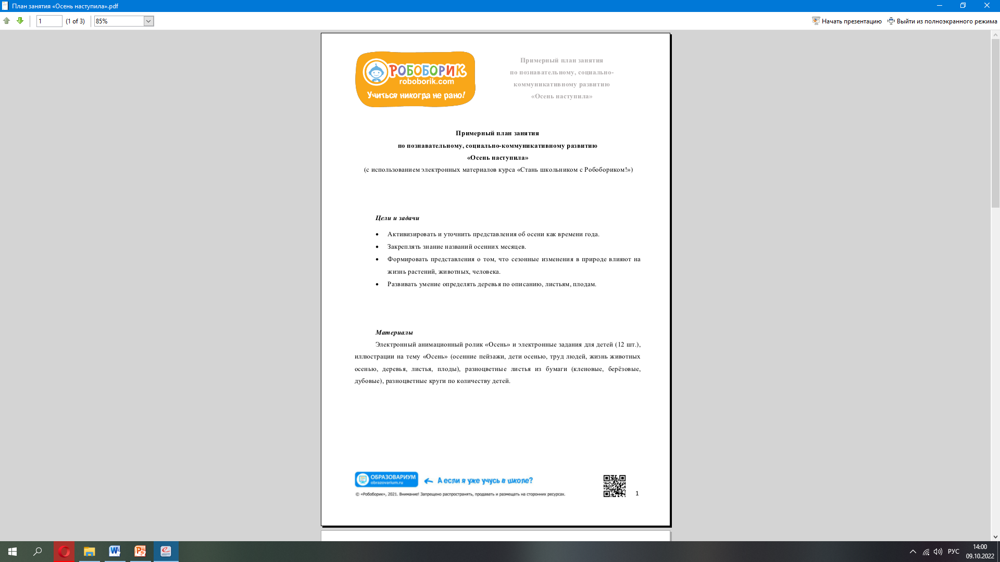 План занятия «Осень наступила».pdf
1 (1 of 3) 85% Начать презентацию Выйти из полноэкранного режима
РОБОБОРИК
roboborik.com
Учиться никогда не рано!
Примерный план занятия
по познавательному, социально-
коммуникативному развитию
«Осень наступила»
Примерный план занятия
по познавательному, социально-коммуникативному развитию
«Осень наступила»
(с использованием электронных материалов курса «Стань школьником с Робобориком!»)
Цели и задачи
• Активизировать и уточнить представления об осени как времени года.
• Закреплять знание названий осенних месяцев.
• Формировать представления о том, что сезонные изменения в природе влияют на
жизнь растений, животных, человека.
• Развивать умение определять деревья по описанию, листьям, плодам.
Материалы
Электронный анимационный ролик «Осень» и электронные задания для детей (12 шт.),
иллюстрации на тему «Осень» (осенние пейзажи, дети осенью, труд людей, жизнь животных
осенью, деревья, листья, плоды), разноцветные листья из бумаги (кленовые, берёзовые,
дубовые), разноцветные круги по количеству детей.
ОБРАЗОВАРИУМ
obrazovarium.ru
А если я уже учусь в школе?
© «Робоборик», 2021. Внимание! Запрещено распространять, продавать и размещать на сторонних ресурсах.
1
РУС
14:00
09.10.2022